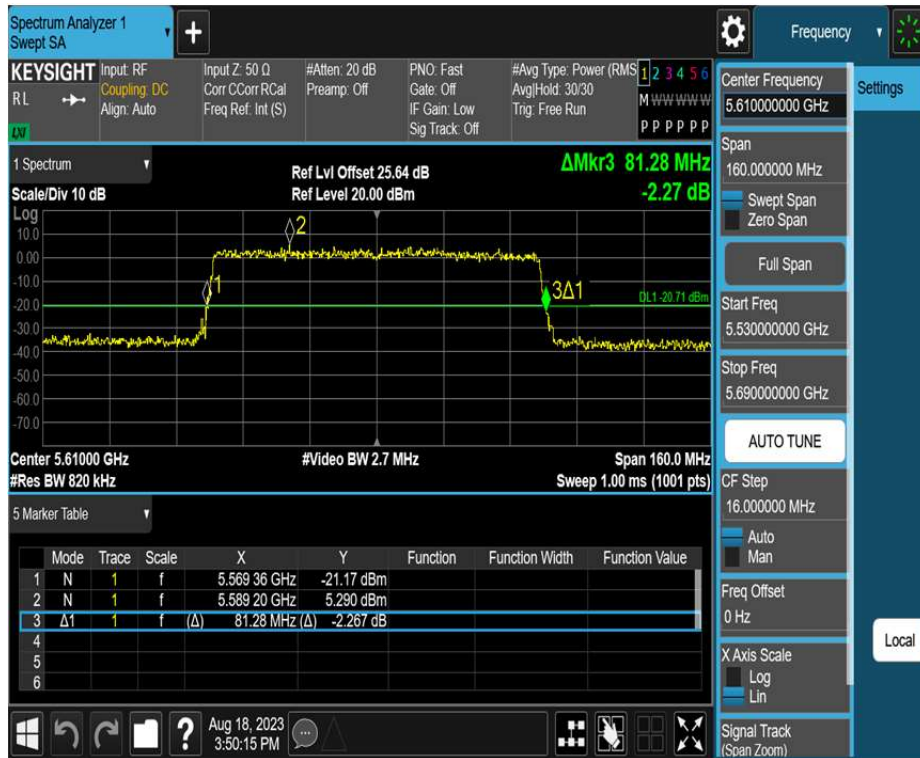 Spectrum Analyzer 1
Swept SA
+
Frequency
KEYSIGHT
RL
LXI
Input: RF
Coupling: DC
Align: Auto
Input Z: 50 Ω
Corr CCorr RCal
Freq Ref: Int (S)
#Atten: 20 dB
Preamp: Off
PNO: Fast
Gate: Off
IF Gain: Low
Sig Track: Off
#Avg Type: Power (RMS
Avg|Hold: 30/30
Trig: Free Run
1 2 3 4 5 6
M W W W W W
P P P P P P
Center Frequency
5.610000000 GHz
Settings
Span
160.000000 MHz
Swept Span
Zero Span
Full Span
Start Freq
5.530000000 GHz
Stop Freq
5.690000000 GHz
AUTO TUNE
CF Step
16.000000 MHz
Auto
Man
Freq Offset
0 Hz
X Axis Scale
Log
Lin
Signal Track
(Span Zoom)
Local
1 Spectrum
Scale/Div 10 dB
Ref Lvl Offset 25.64 dB
Ref Level 20.00 dBm
ΔMkr3 81.28 MHz
-2.27 dB
Log
10.0
0.00
-10.0
-20.0
-30.0
-40.0
-50.0
-60.0
-70.0
2
1
3Δ1
DL1 -20.71 dBm
Center 5.61000 GHz
#Video BW 2.7 MHz
Span 160.0 MHz
#Res BW 820 kHz
Sweep 1.00 ms (1001 pts)
5 Marker Table
Mode Trace Scale X Y Function Function Width Function Value
1 N 1 f 5.569 36 GHz -21.17 dBm
2 N 1 f 5.589 20 GHz 5.290 dBm
3 Δ1 1 f (Δ) 81.28 MHz (Δ) -2.267 dB
4
5
6
?
Aug 18, 2023
3:50:15 PM